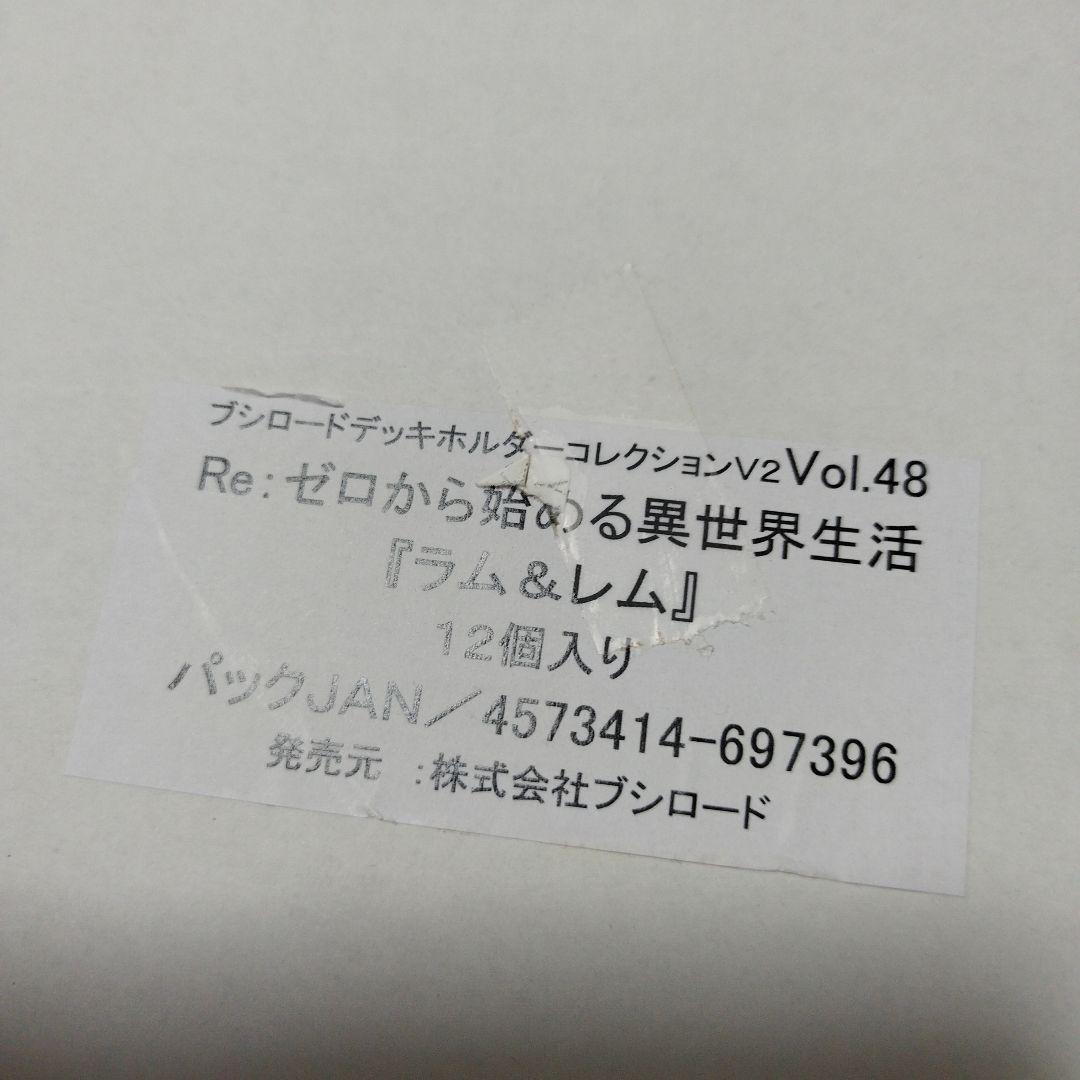 ブシロードデッキホルダーコレクションV2Vol.48
Re:ゼロから始める異世界生活
『ラム&レム』
12個入り
パックJAN/4573414-697396
発売元 :株式会社ブシロード